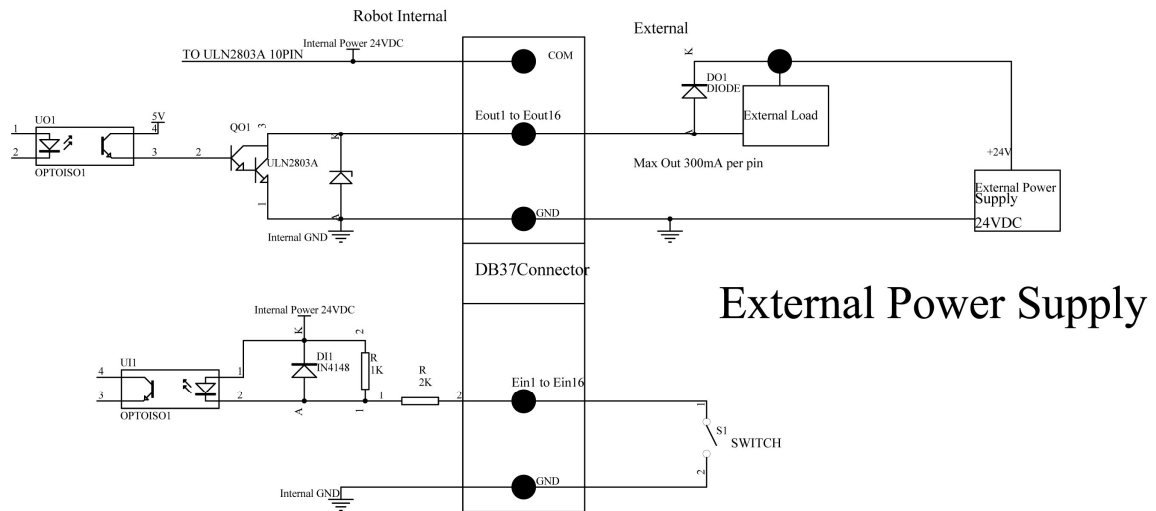 Robot Internal
External
Internal Power 24VDC
TO ULN2803A 10PIN
COM
K
DO1
DIODE
External Load
A
UO1
5V
1
4
2
3
OPTOISO1
2
QO1
3
ULN2803A
1
K
A
Eout1 to Eout16
Max Out 300mA per pin
+24V
External Power
Supply
24VDC
GND
Internal GND
DB37Connector
External Power Supply
Internal Power 24VDC
K
2
DI1
IN4148
R
1K
UI1
4
1
3
2
OPTOISO1
A
1
R
2K
1
2
Ein1 to Ein16
1
S1
SWITCH
2
GND
Internal GND